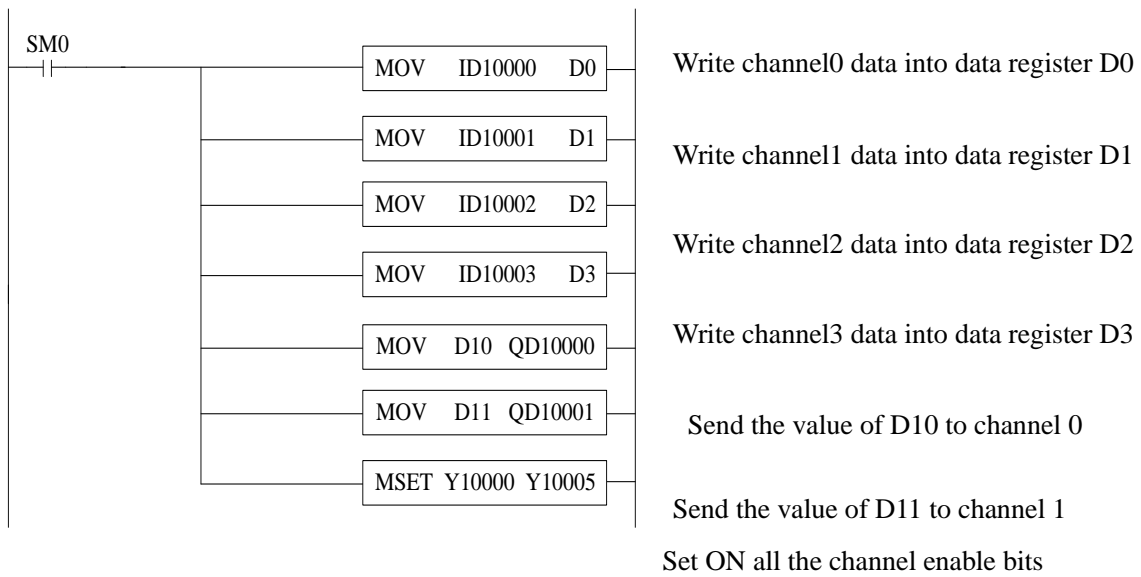 SM0
MOV ID10000 D0
Write channel0 data into data register D0
MOV ID10001 D1
Write channel1 data into data register D1
MOV ID10002 D2
Write channel2 data into data register D2
MOV ID10003 D3
Write channel3 data into data register D3
MOV D10 QD10000
MOV D11 QD10001
Send the value of D10 to channel 0
MSET Y10000 Y10005
Send the value of D11 to channel 1
Set ON all the channel enable bits